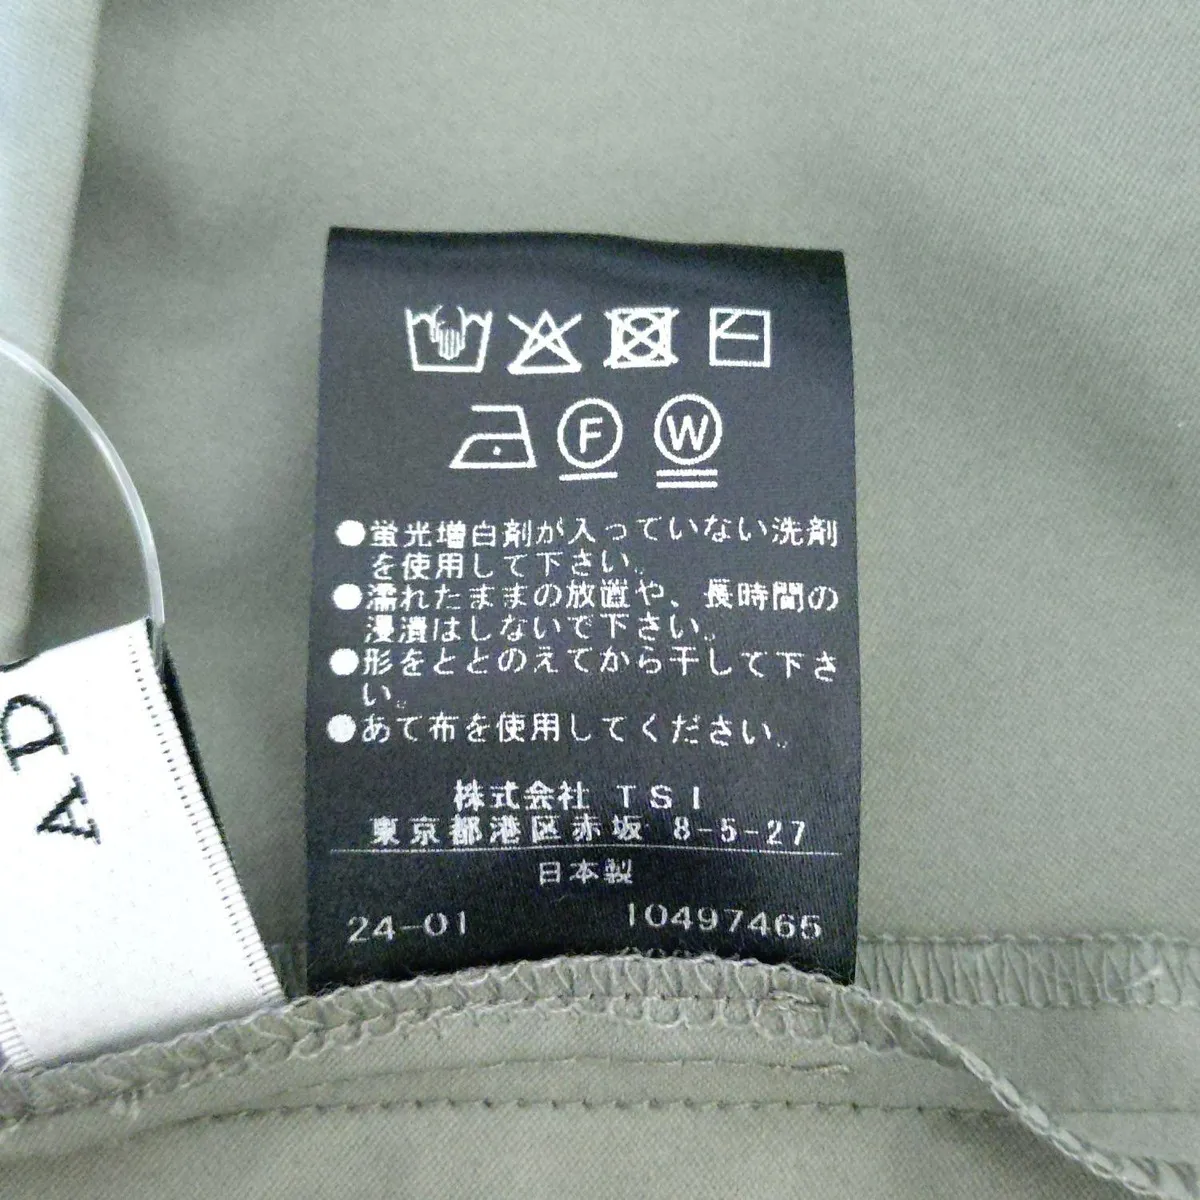 F W
●蛍光増白剤が入っていない洗剤
を使用して下さい。
●濡れたままの放置や、長時間の
浸漬はしないで下さい。
●形をととのえてから干して下さ
い。
●あて布を使用してください。
株式会社 TSI
東京都港区赤坂 8-5-27
日本製
24-01 10497465
AD